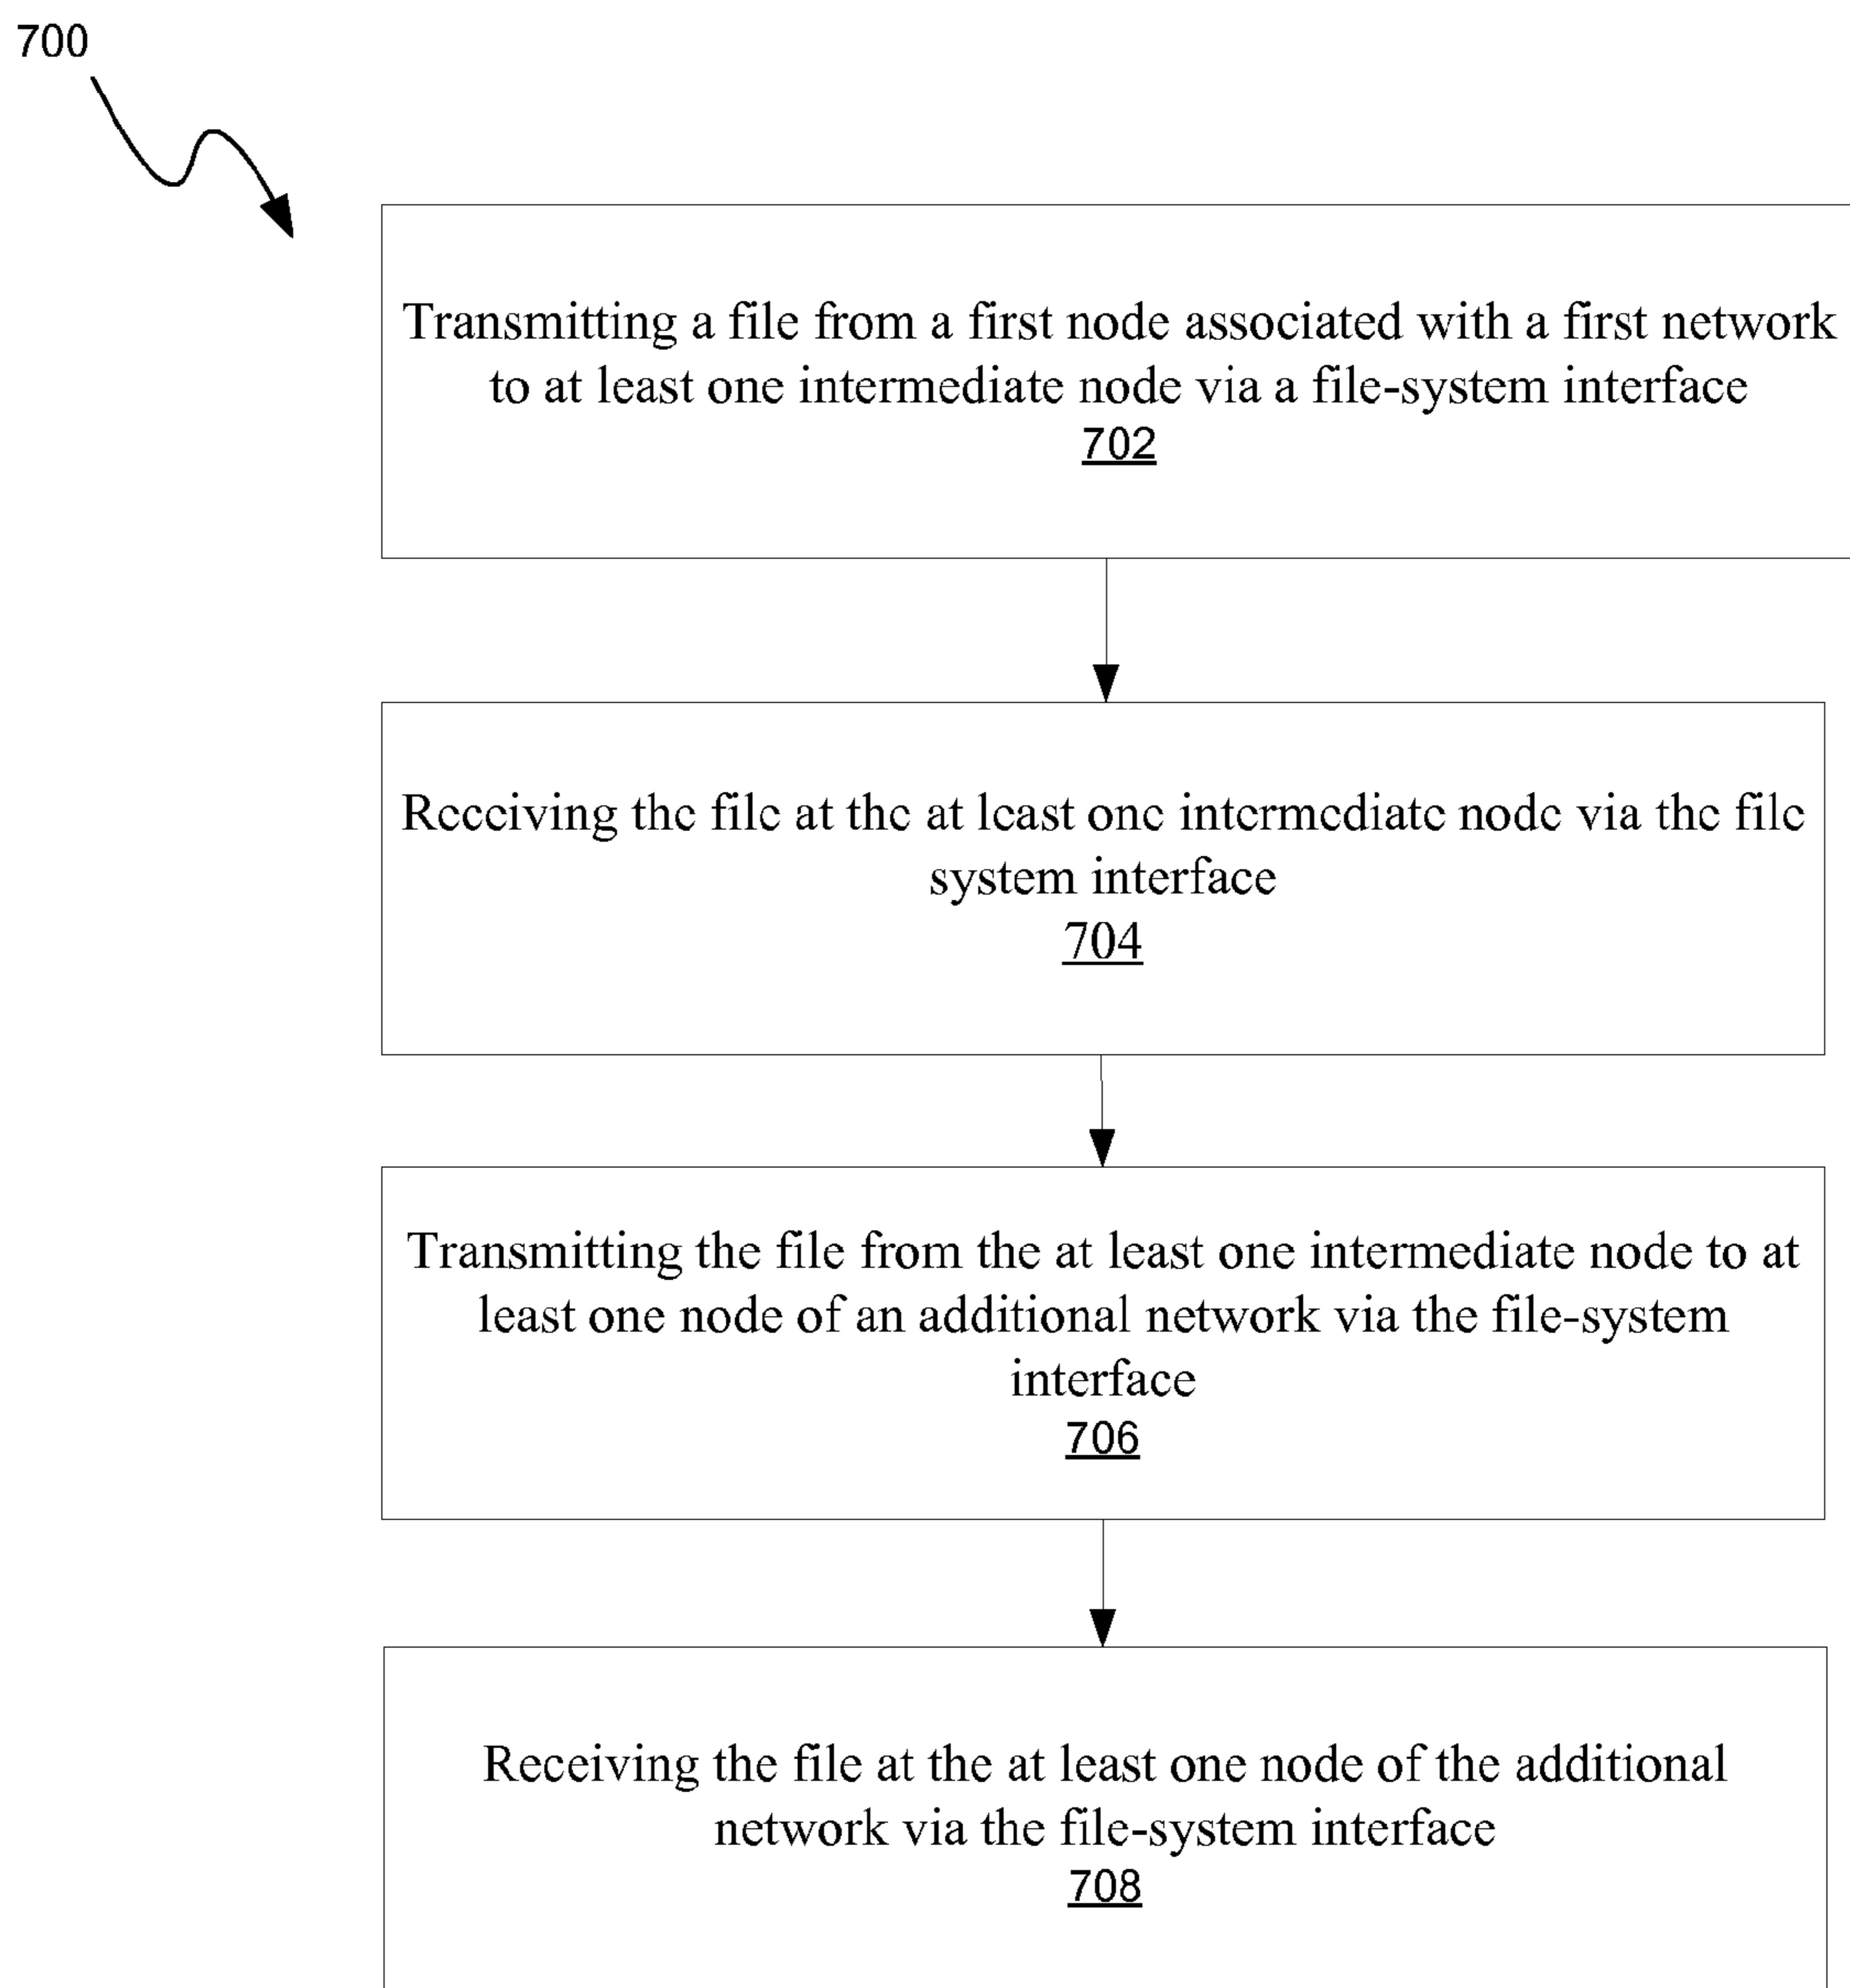 700
Transmitting a file from a first node associated with a first network
to at least one intermediate node via a file-system interface
702
Receiving the file at the at least one intermediate node via the file
system interface
704
Transmitting the file from the at least one intermediate node to at
least one node of an additional network via the file-system
interface
706
Receiving the file at the at least one node of the additional
network via the file-system interface
708